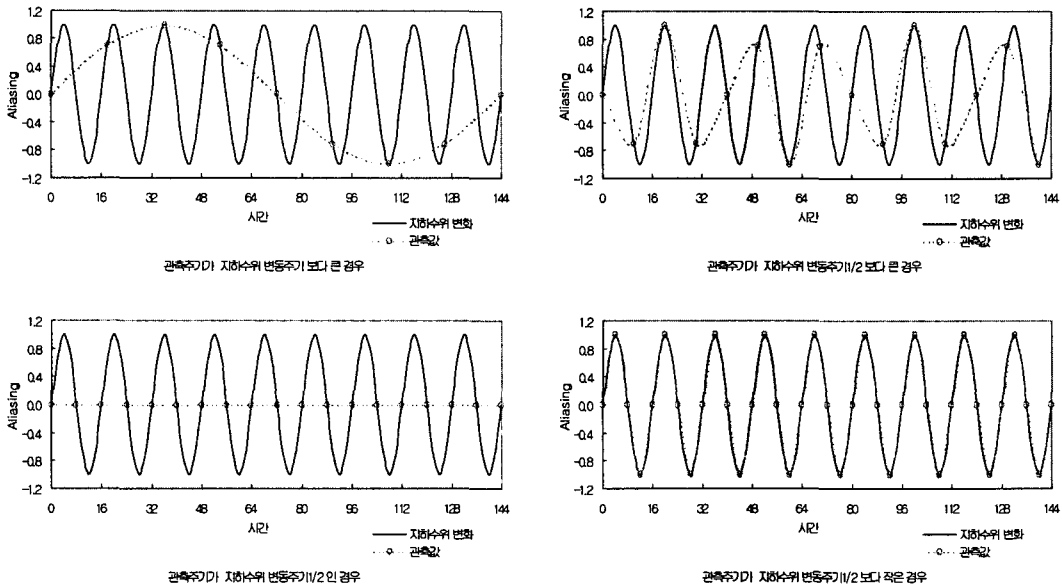 1.2
0.8
0.4
0.0
-0.4
-0.8
-1.2
Aliasing
0 16 32 48 64 80 96 112 128 144
시간
지하수위 변화
관측값
관측주기가 지하수위 변동주기 보다 큰 경우
1.2
0.8
0.4
0.0
-0.4
-0.8
-1.2
Aliasing
0 16 32 48 64 80 96 112 128 144
시간
지하수위 변화
관측값
관측주기가 지하수위 변동주기1/2 보다 큰 경우
1.2
0.8
0.4
0.0
-0.4
-0.8
-1.2
Aliasing
0 16 32 48 64 80 96 112 128 144
시간
지하수위 변화
관측값
관측주기가 지하수위 변동주기1/2 인 경우
1.2
0.8
0.4
0.0
-0.4
-0.8
-1.2
Aliasing
0 16 32 48 64 80 96 112 128 144
시간
지하수위 변화
관측값
관측주기가 지하수위 변동주기1/2 보다 작은 경우